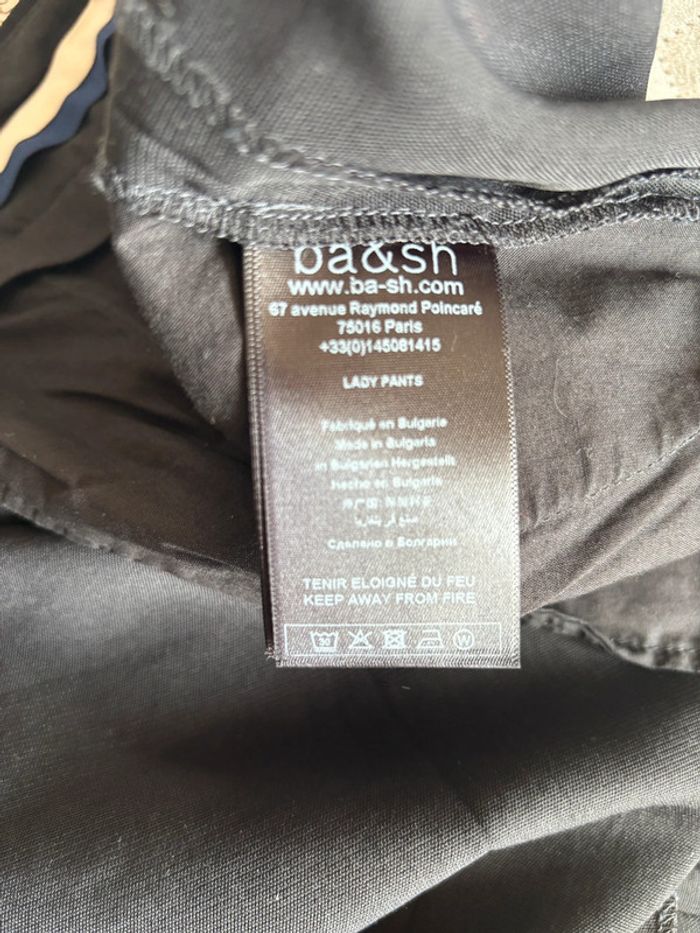 ba&sh
www.ba-sh.com
67 avenue Raymond Poincaré
75016 Paris
+33(0)145081415
LADY PANTS
Fabriqué en Bulgarie
Made in Bulgaria
in Bulgarien Hergestellt
Hecho en Bulgaria
Сделано в Болгарии
TENIR ELOIGNÉ DU FEU
KEEP AWAY FROM FIRE
30
W